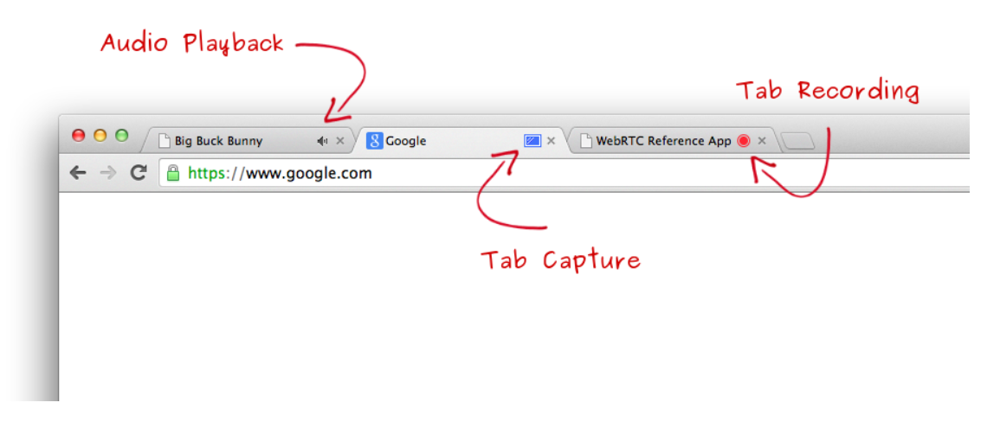 Audio Playback
Tab Recording
Big Buck Bunny
Google
WebRTC Reference App
https://www.google.com
Tab Capture